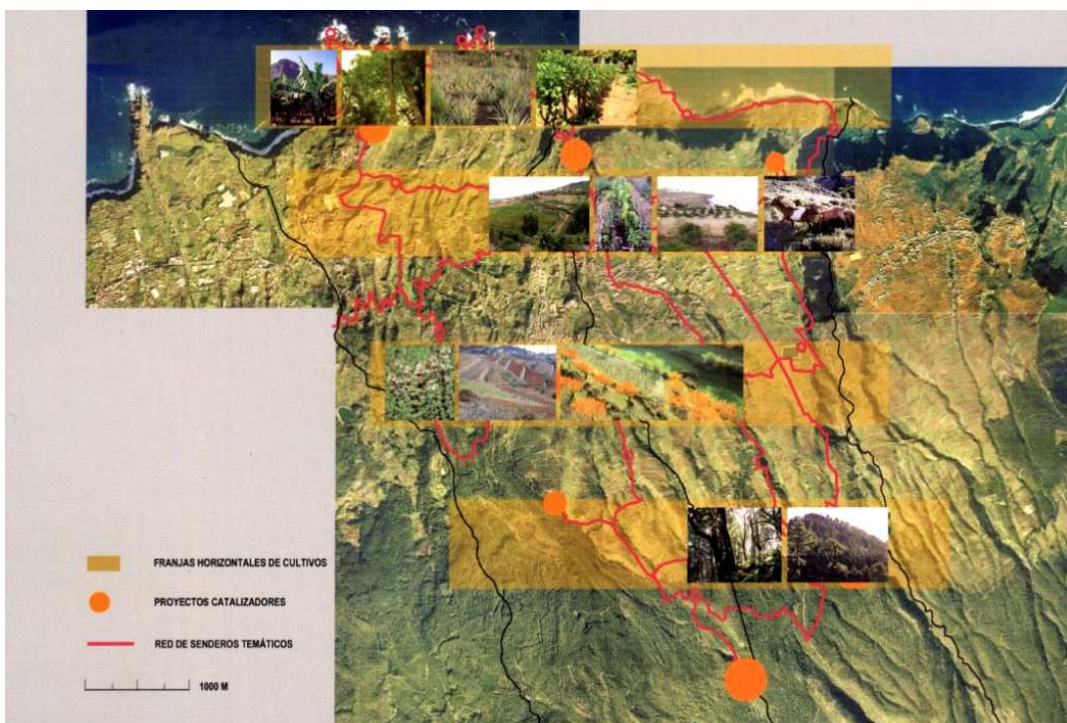 FRANJAS HORIZONTALES DE CULTIVOS
PROYECTOS CATALIZADORES
RED DE SENDEROS TEMÁTICOS
1000 M